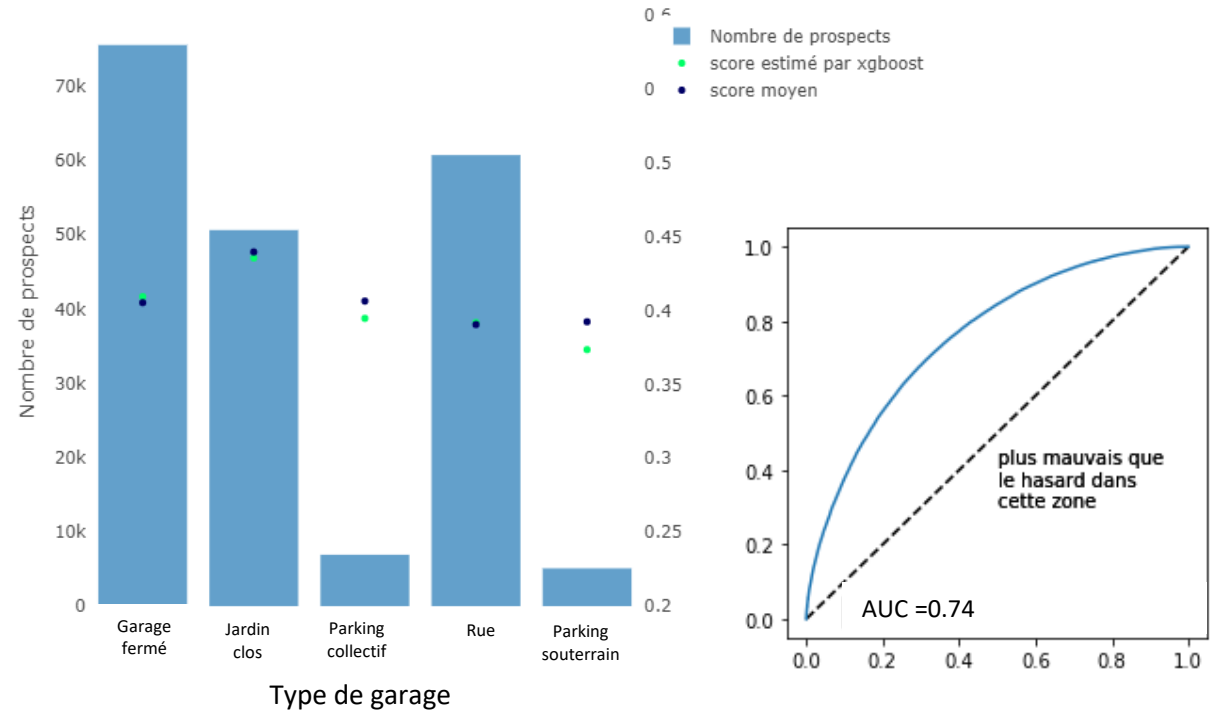 Nombre de prospects
70k
60k
50k
40k
30k
20k
10k
0
Garage
fermé
Jardin
clos
Parking
collectif
Rue
Parking
souterrain
Type de garage
0
0.5
0.45
0.4
0.35
0.3
0.25
0.2
Nombre de prospects
score estimé par xgboost
score moyen
1.0
0.8
0.6
0.4
0.2
0.0
plus mauvais que
le hasard dans
cette zone
AUC =0.74
0.0 0.2 0.4 0.6 0.8 1.0